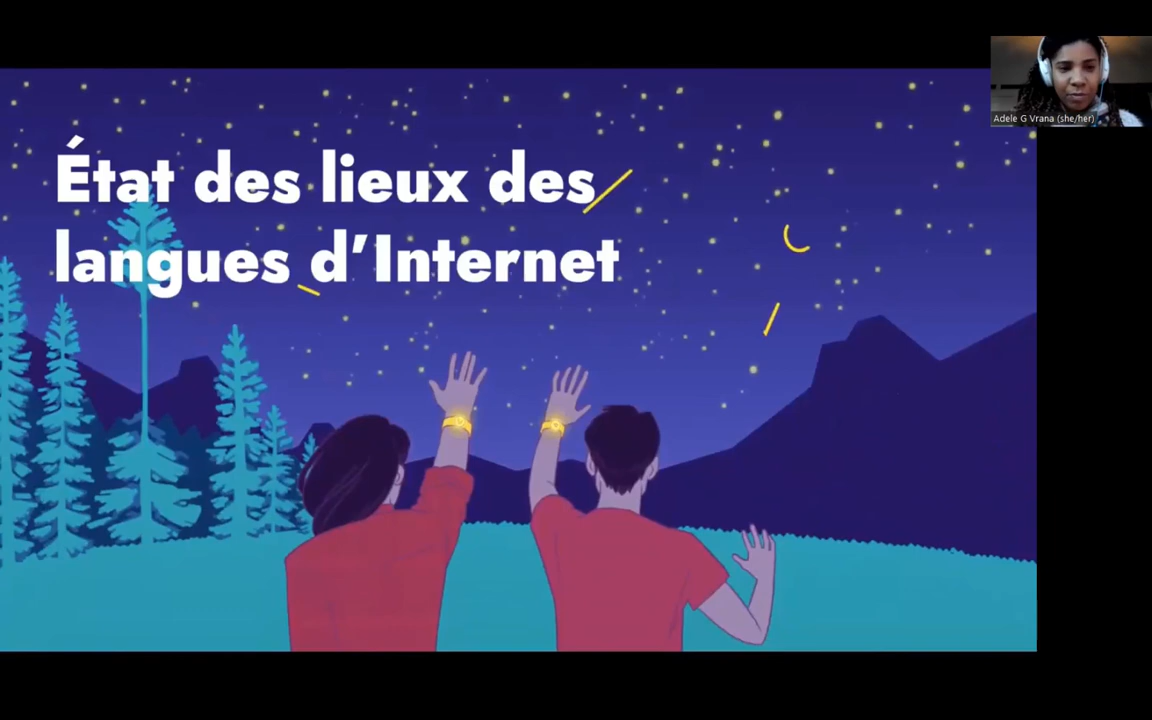 État des lieux des
langues d’Internet
Adele G Vrana (she/her)